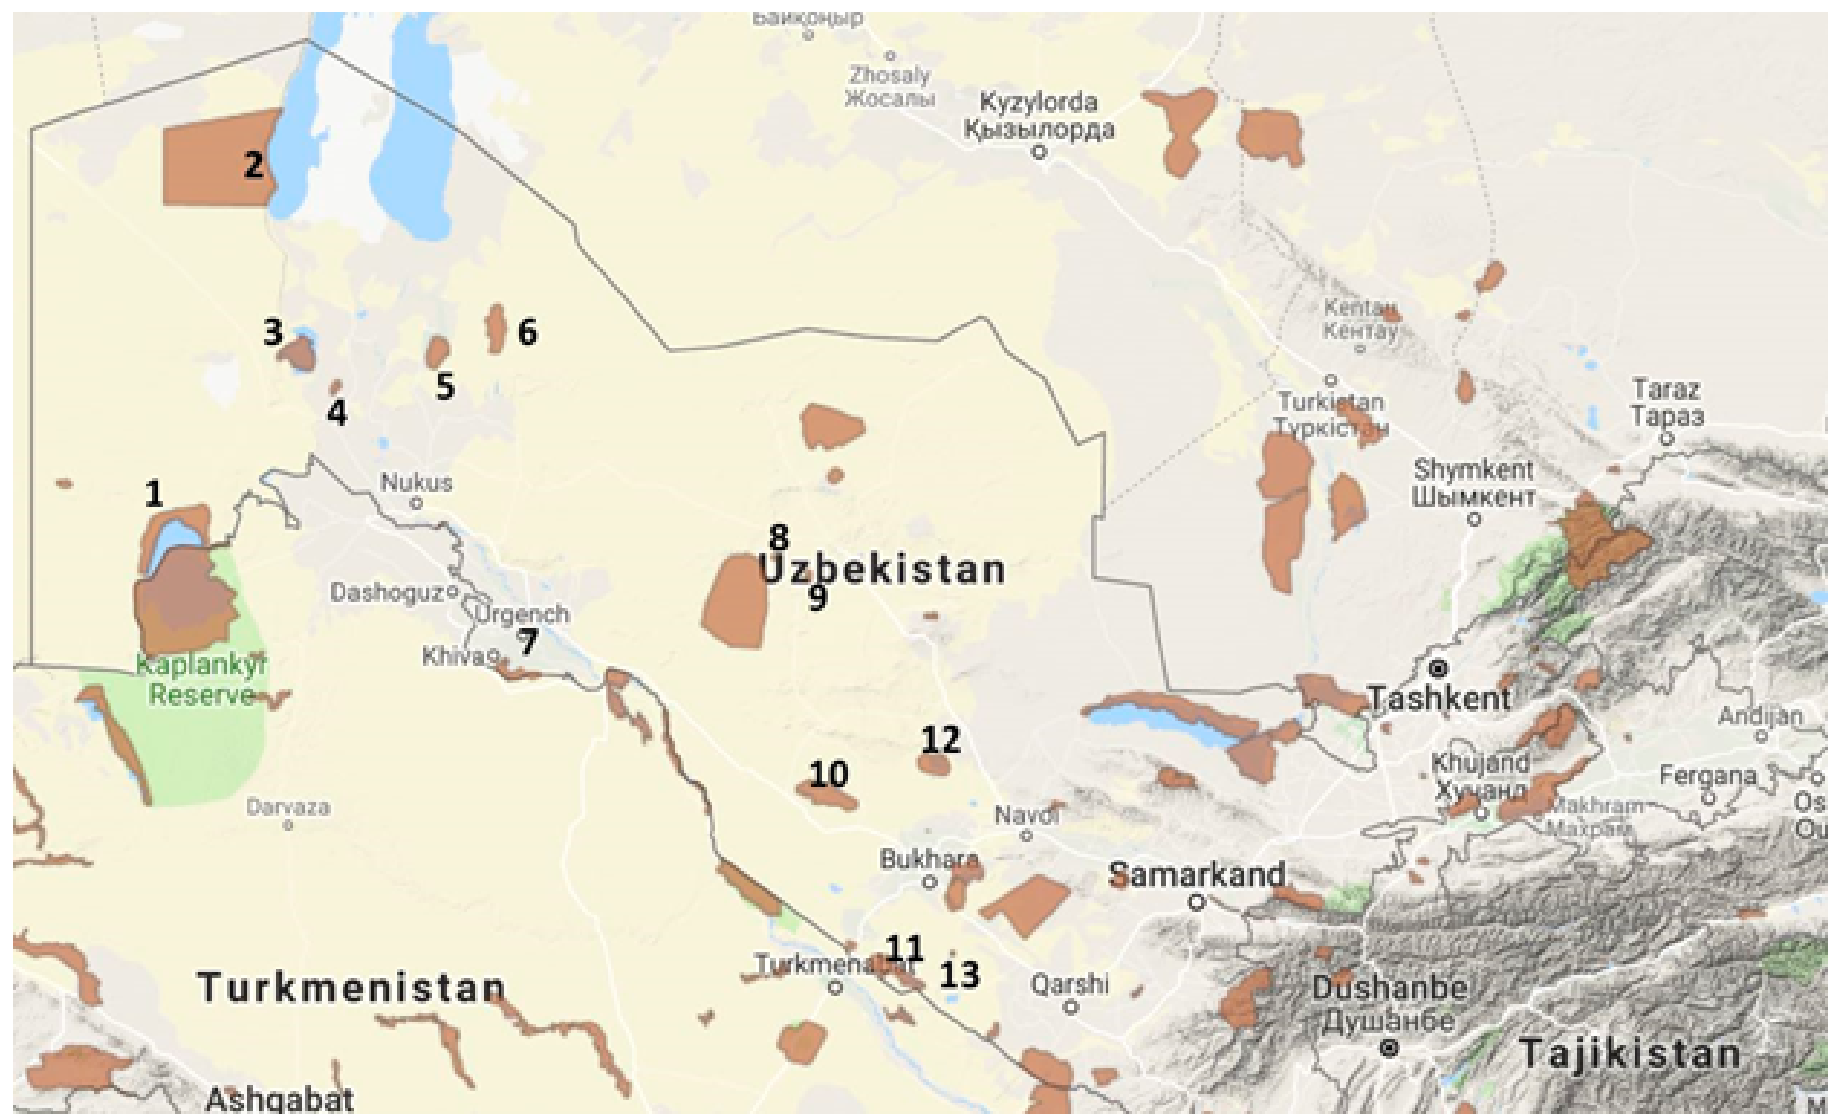 Байқоңыр
Zhosaly
Жосалы
Kyzylorda
Қызылорда
2
3
6
5
4
Kentau
Кентау
Turkistan
Түркістан
Taraz
Тараз
Shymkent
Шымкент
Nukus
1
8
Uzbekistan
9
Dashoguz
Urgench
7
Khiva
Kaplankyr
Reserve
Tashkent
Andijan
12
10
Khujand
Хуҷанд
Fergana
Os
Makhram
Махрам
Darvaza
Navoi
Bukhara
Samarkand
11
13
Turkmenabat
Qarshi
Turkmenistan
Dushanbe
Душанбе
Tajikistan
Ashgabat